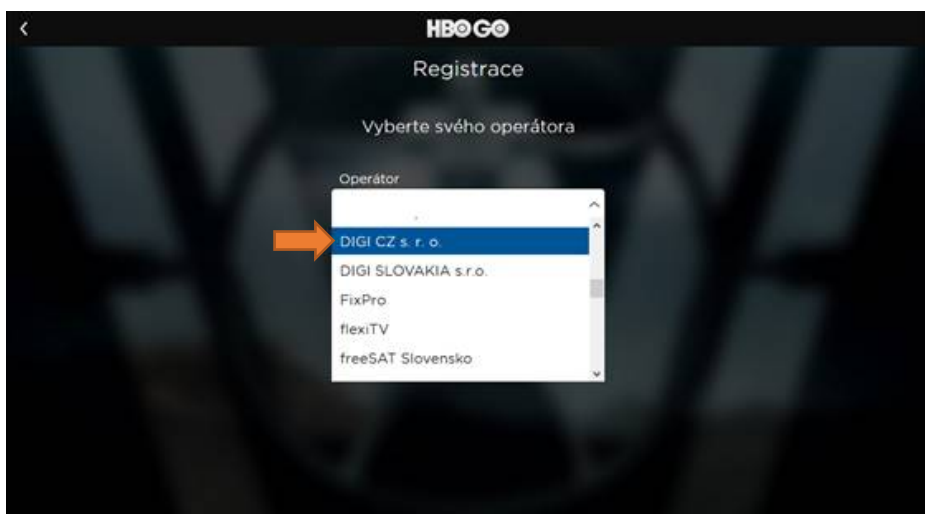 HBO GO
Registrace
Vyberte svého operátora
Operátor
DIGI CZ s. r. o.
DIGI SLOVAKIA s.r.o.
FixPro
flexiTV
freeSAT Slovensko